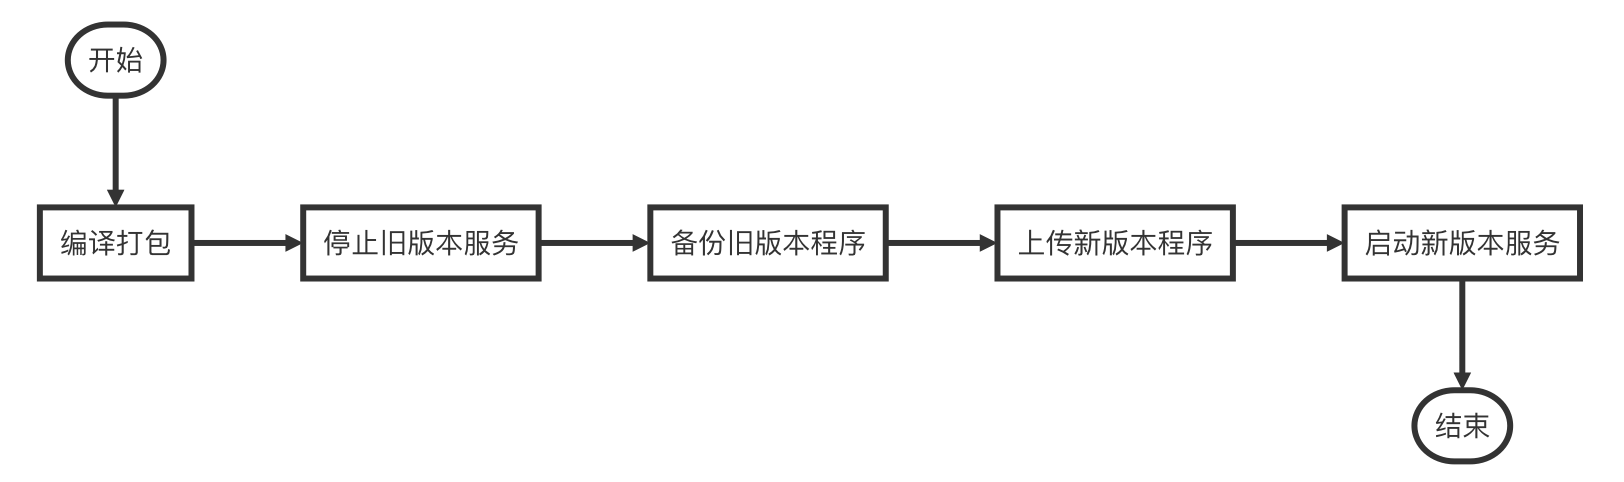 开始
编译打包
停止旧版本服务
备份旧版本程序
上传新版本程序
启动新版本服务
结束